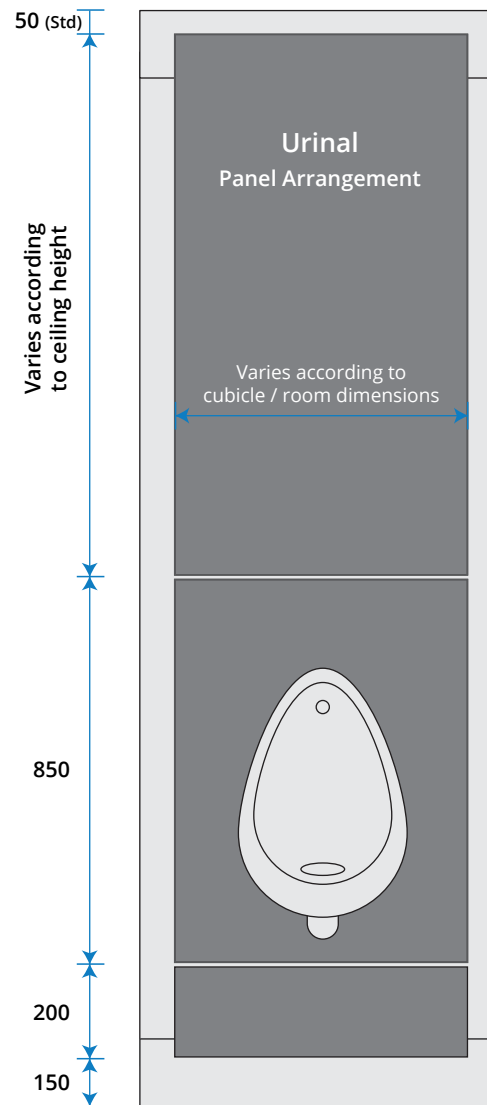 50 (Std)
Urinal
Panel Arrangement
Varies according
to ceiling height
Varies according to
cubicle / room dimensions
850
200
150